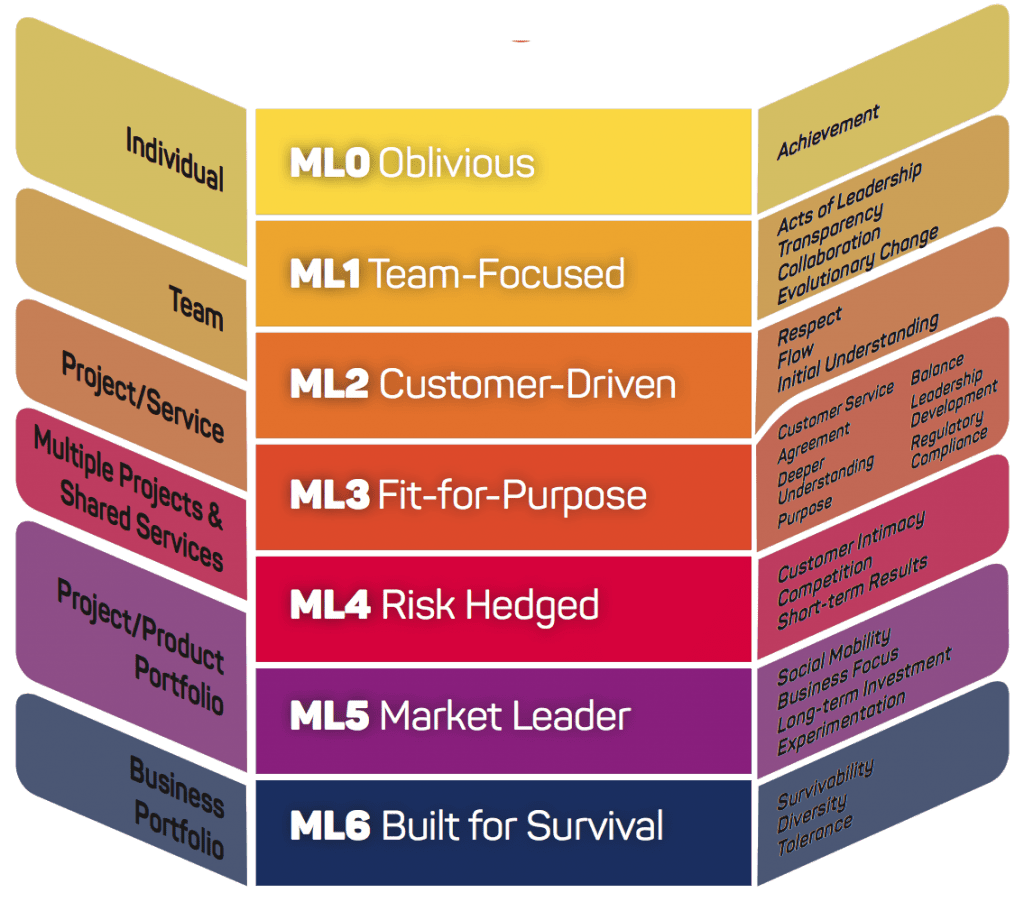 Individual
Team
Project/Service
Multiple Projects &
Shared Services
Project/Product
Portfolio
Business
Portfolio
ML0 Oblivious
ML1 Team-Focused
ML2 Customer-Driven
ML3 Fit-for-Purpose
ML4 Risk Hedged
ML5 Market Leader
ML6 Built for Survival
Achievement
Acts of Leadership
Transparency
Collaboration
Evolutionary Change
Respect
Flow
Initial Understanding
Customer Service
Agreement
Deeper
Understanding
Purpose
Balance
Leadership
Development
Regulatory
Compliance
Customer Intimacy
Competition
Short-term Results
Social Mobility
Business Focus
Long-term Investment
Experimentation
Survivability
Diversity
Tolerance